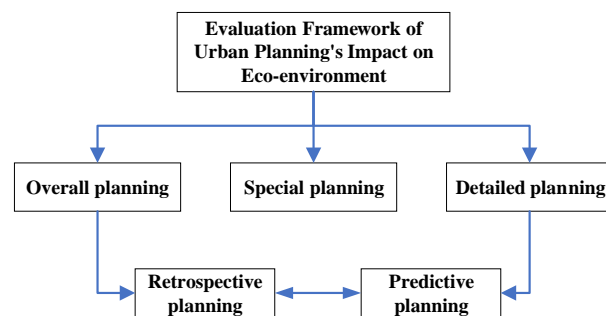 Evaluation Framework of
Urban Planning's Impact on
Eco-environment
Overall planning
Special planning
Detailed planning
Retrospective
planning
Predictive
planning